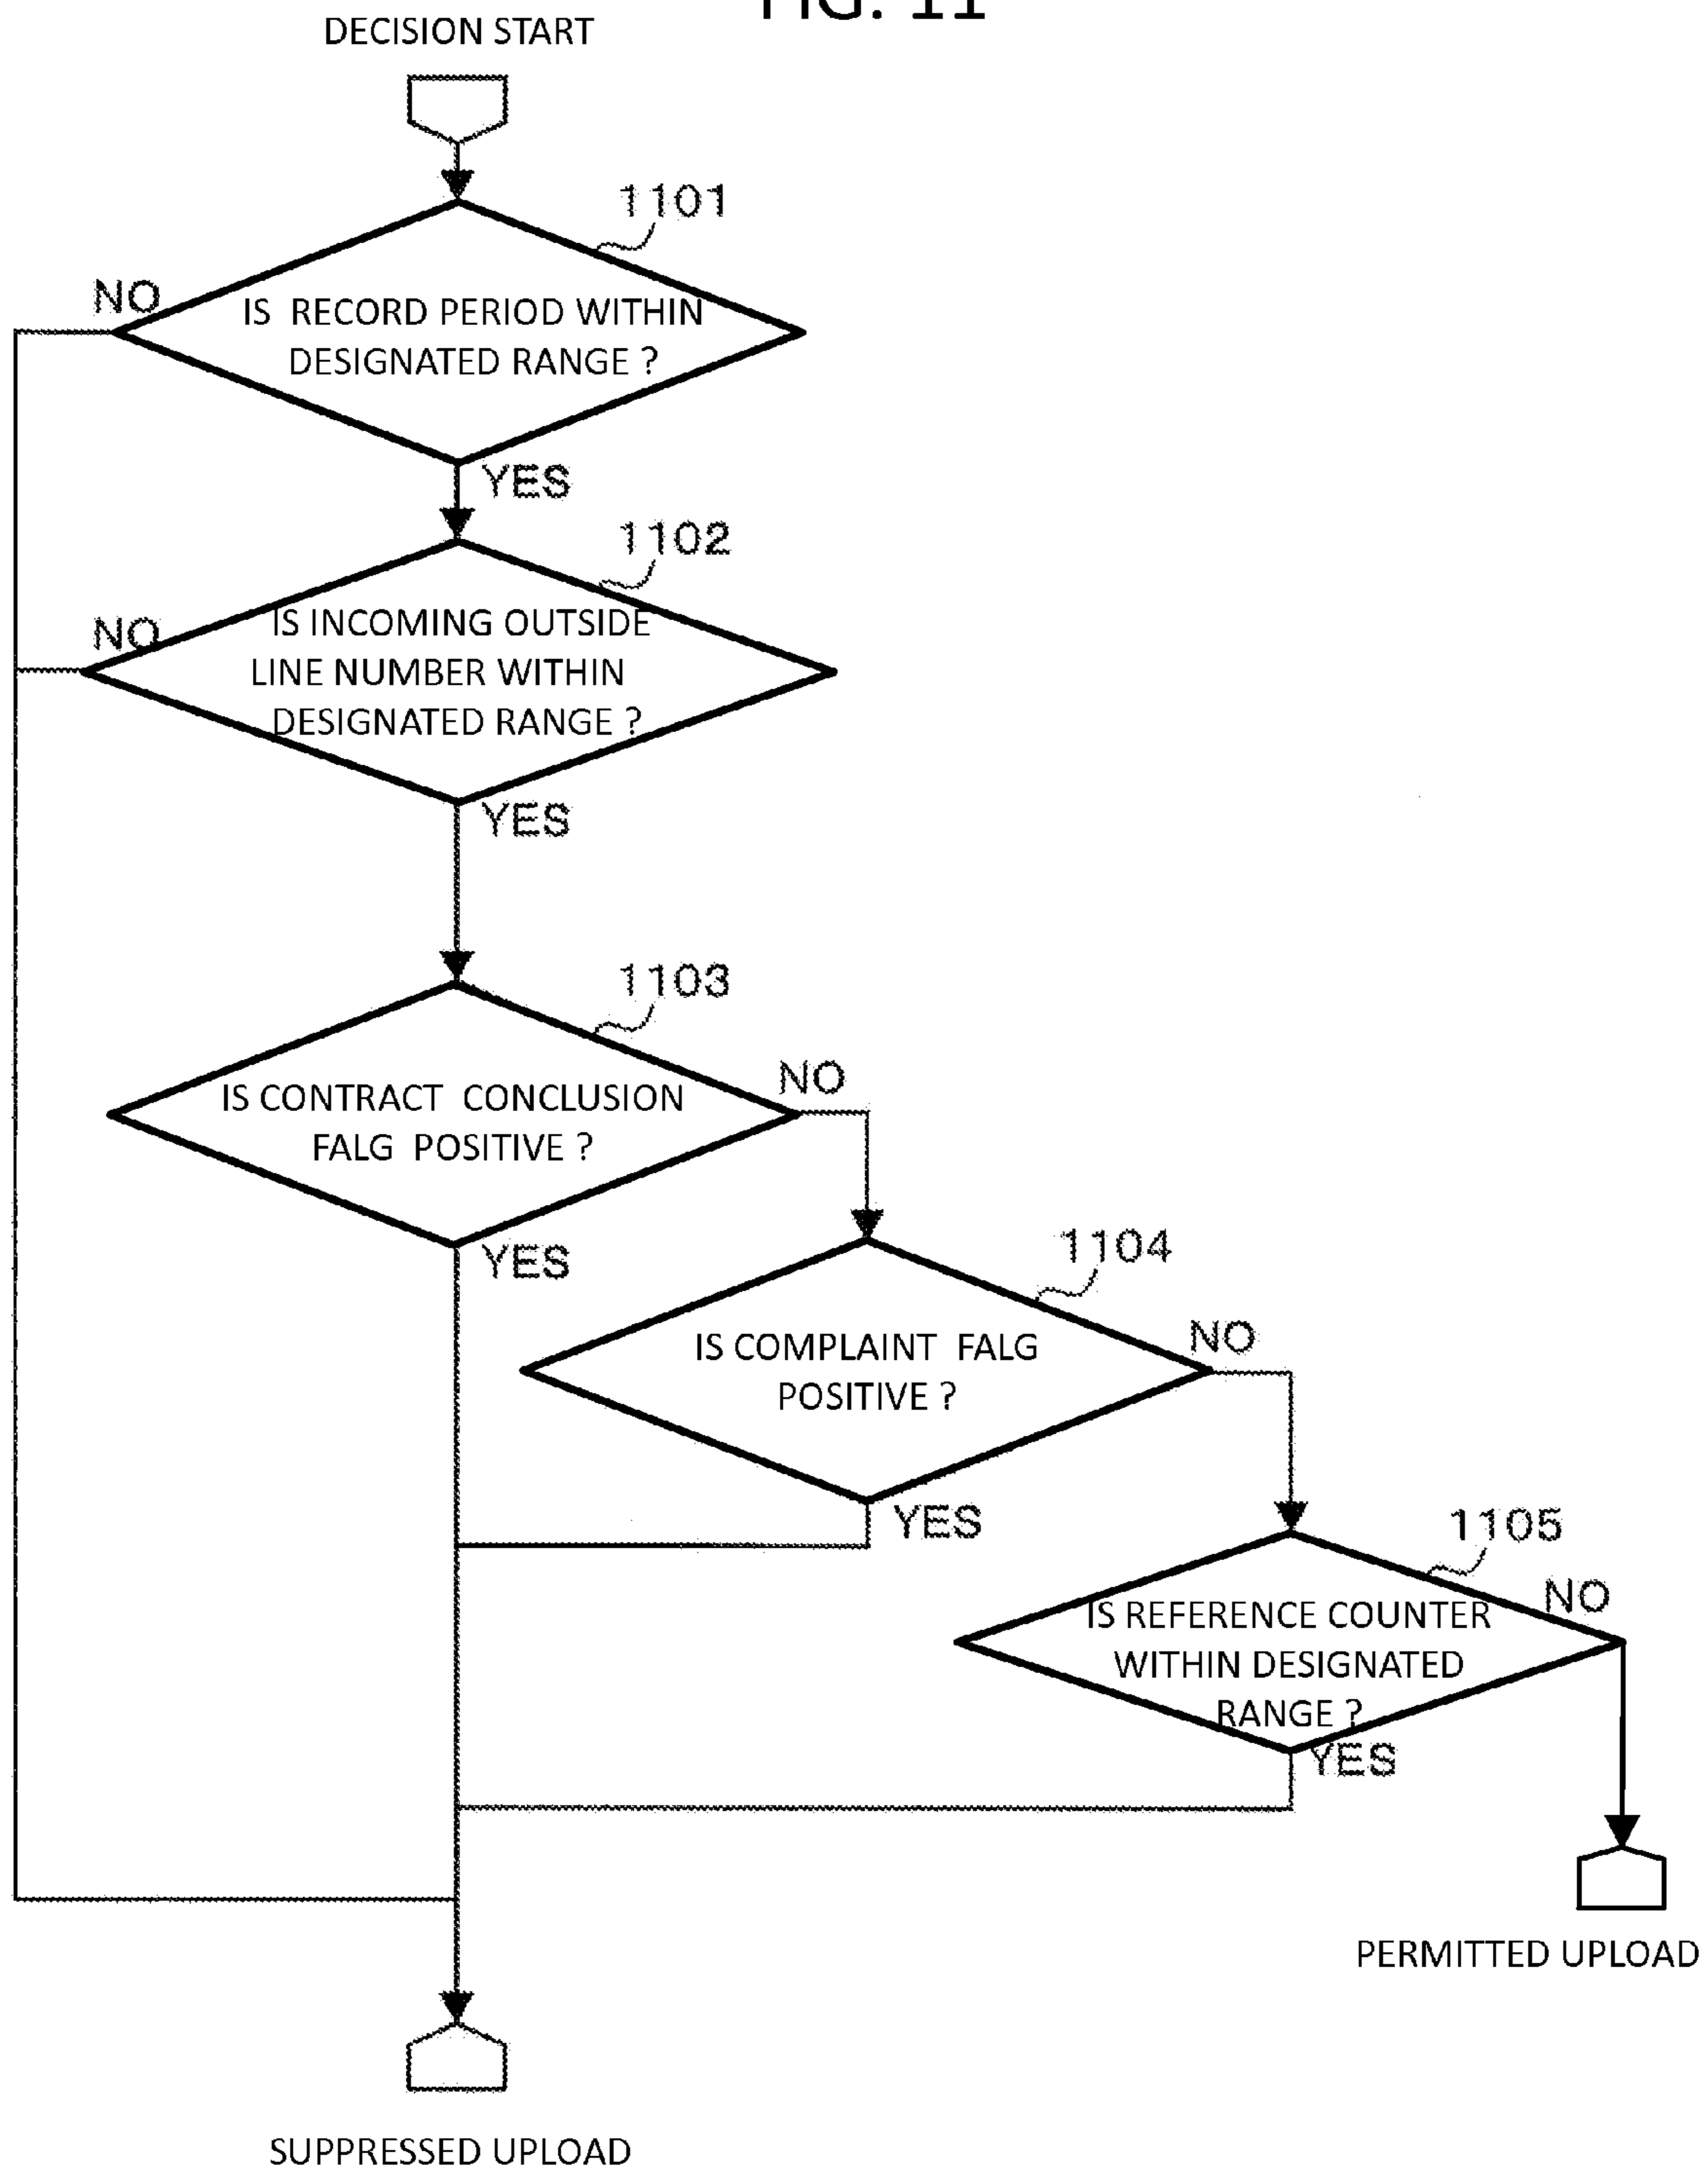 FIG. 11
DECISION START
1101
NO
IS RECORD PERIOD WITHIN
DESIGNATED RANGE ?
YES
1102
NO
IS INCOMING OUTSIDE
LINE NUMBER WITHIN
DESIGNATED RANGE ?
YES
1103
NO
IS CONTRACT CONCLUSION
FALG POSITIVE ?
YES
1104
NO
IS COMPLAINT FALG
POSITIVE ?
YES
1105
NO
IS REFERENCE COUNTER
WITHIN DESIGNATED
RANGE ?
YES
PERMITTED UPLOAD
SUPPRESSED UPLOAD